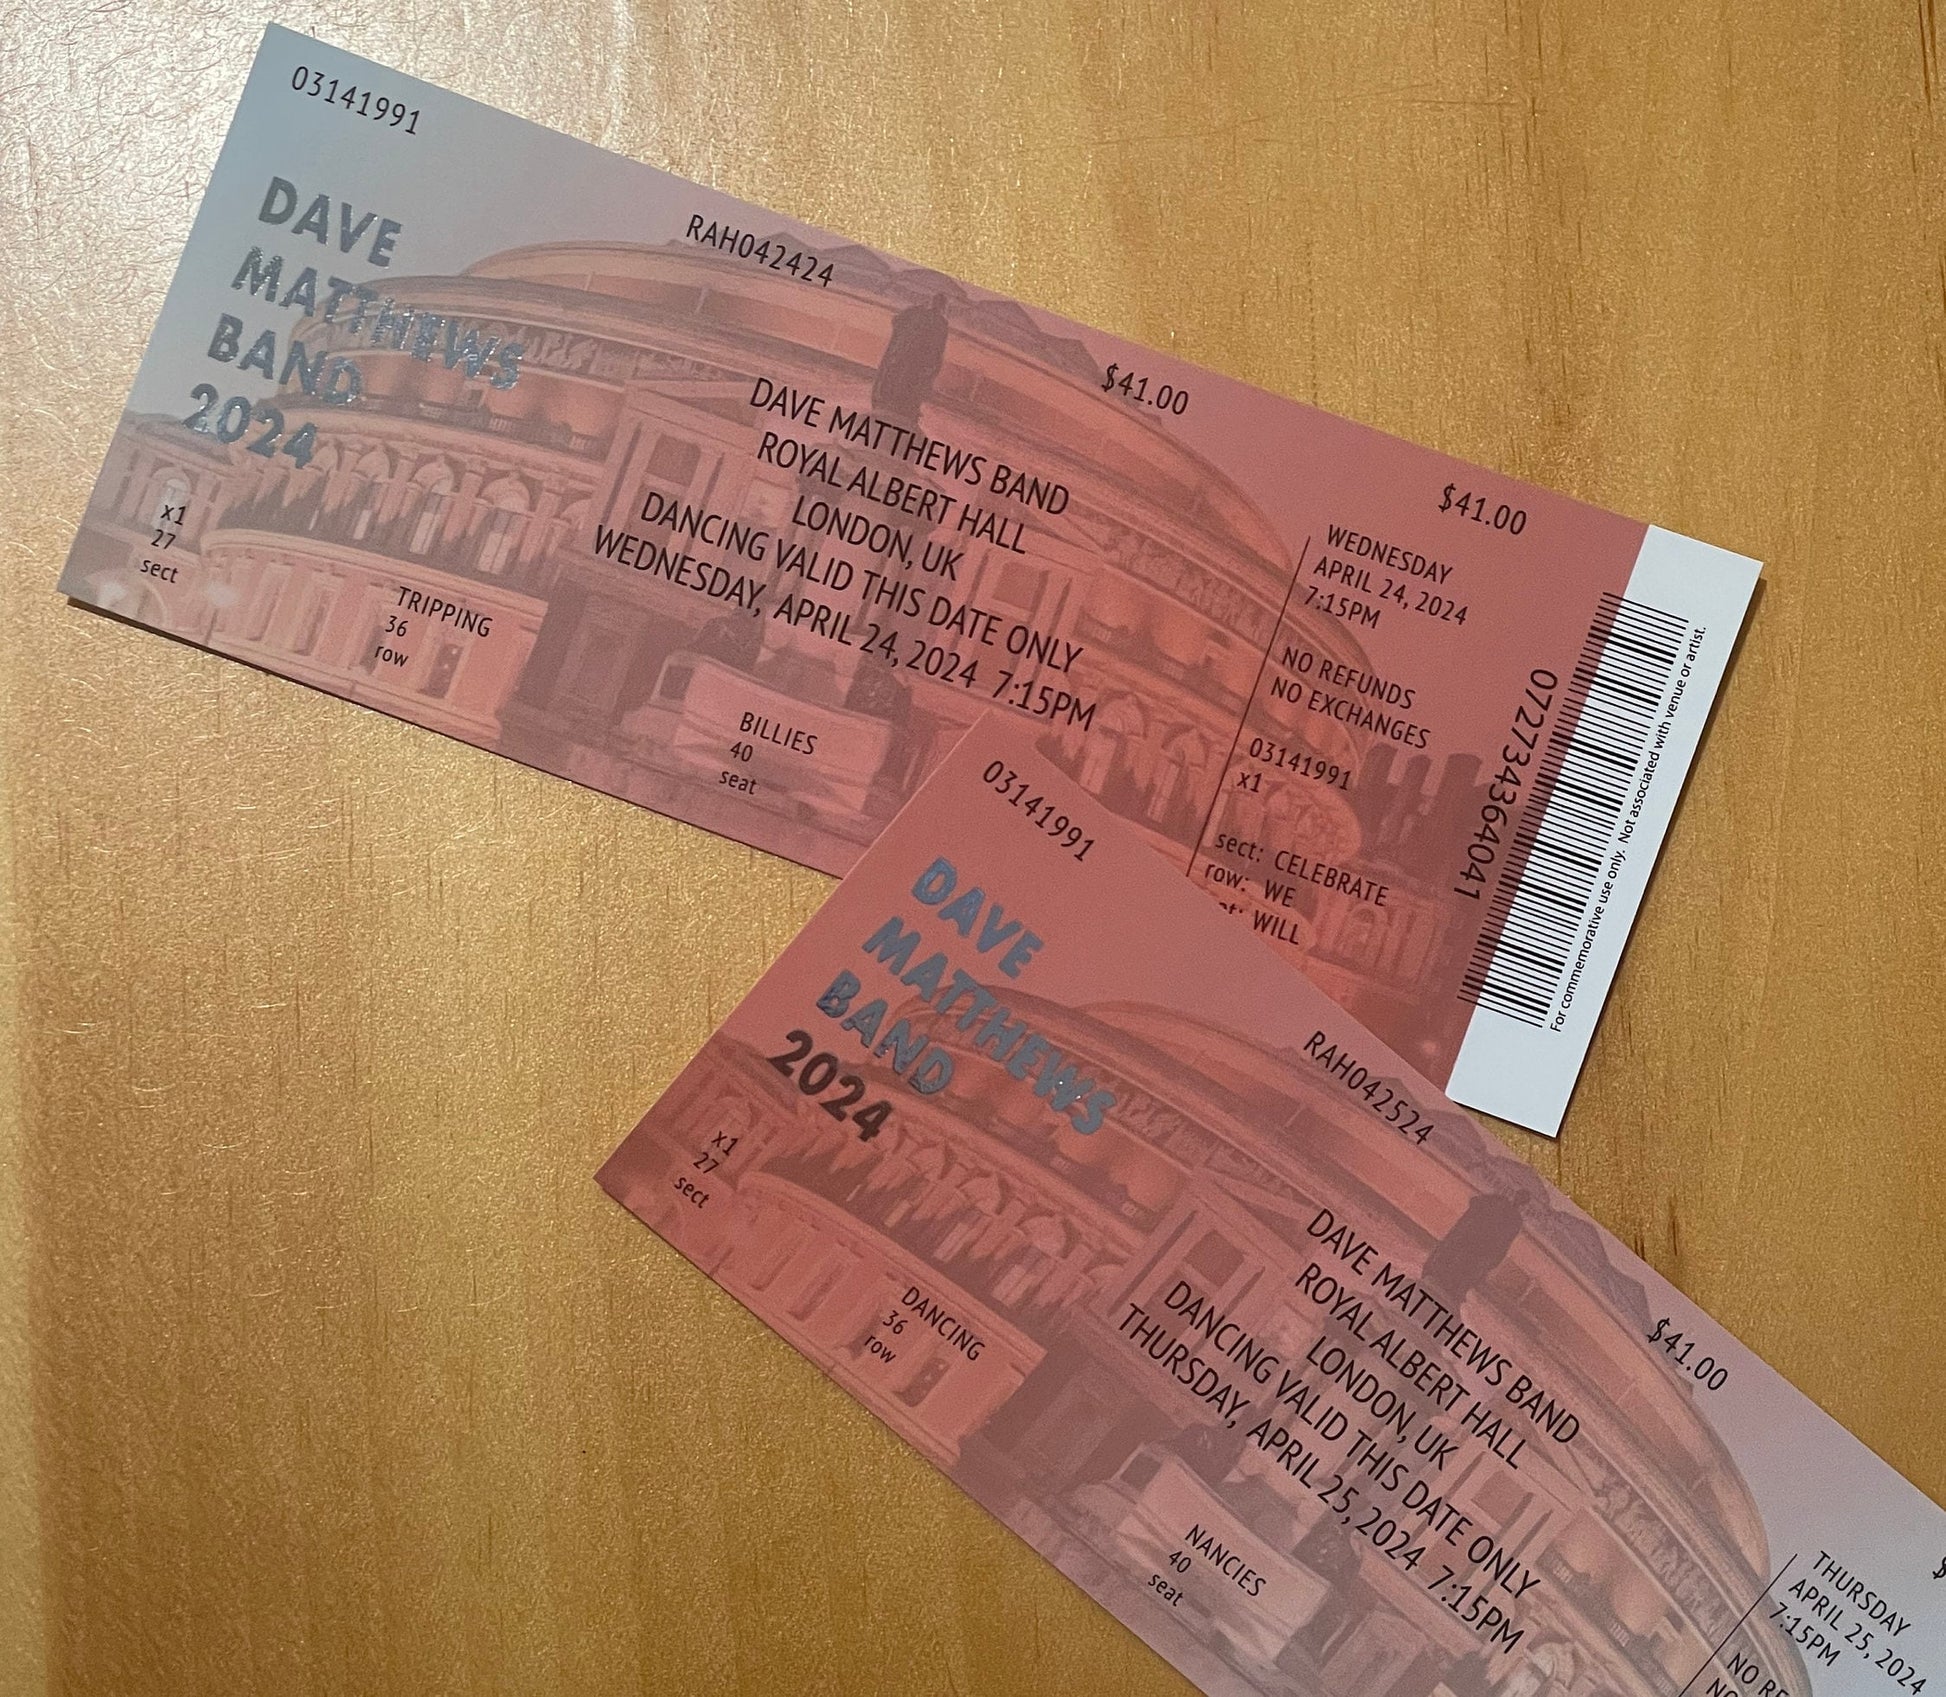 03141991
RAH042424
$41.00
$41.00
DAVE
MATTHEWS
BAND
2024
DAVE MATTHEWS BAND
ROYAL ALBERT HALL
LONDON, UK
DANCING VALID THIS DATE ONLY
WEDNESDAY, APRIL 24, 2024 7:15PM
x1
27
sect
TRIPPING
36
row
BILLIES
40
seat
WEDNESDAY
APRIL 24, 2024
7:15PM
NO REFUNDS
NO EXCHANGES
03141991
x1
sect: CELEBRATE
row: WE
WILL
0727343364041
For commemorative use only. Not associated with venue or artist.
03141991
RAH042524
$41.00
DAVE
MATTHEWS
BAND
2024
DAVE MATTHEWS BAND
ROYAL ALBERT HALL
LONDON, UK
DANCING VALID THIS DATE ONLY
THURSDAY, APRIL 25, 2024 7:15PM
x1
27
sect
DANCING
36
row
NANCIES
40
seat
$
THURSDAY
APRIL 25, 2024
7:15PM
NO
NO